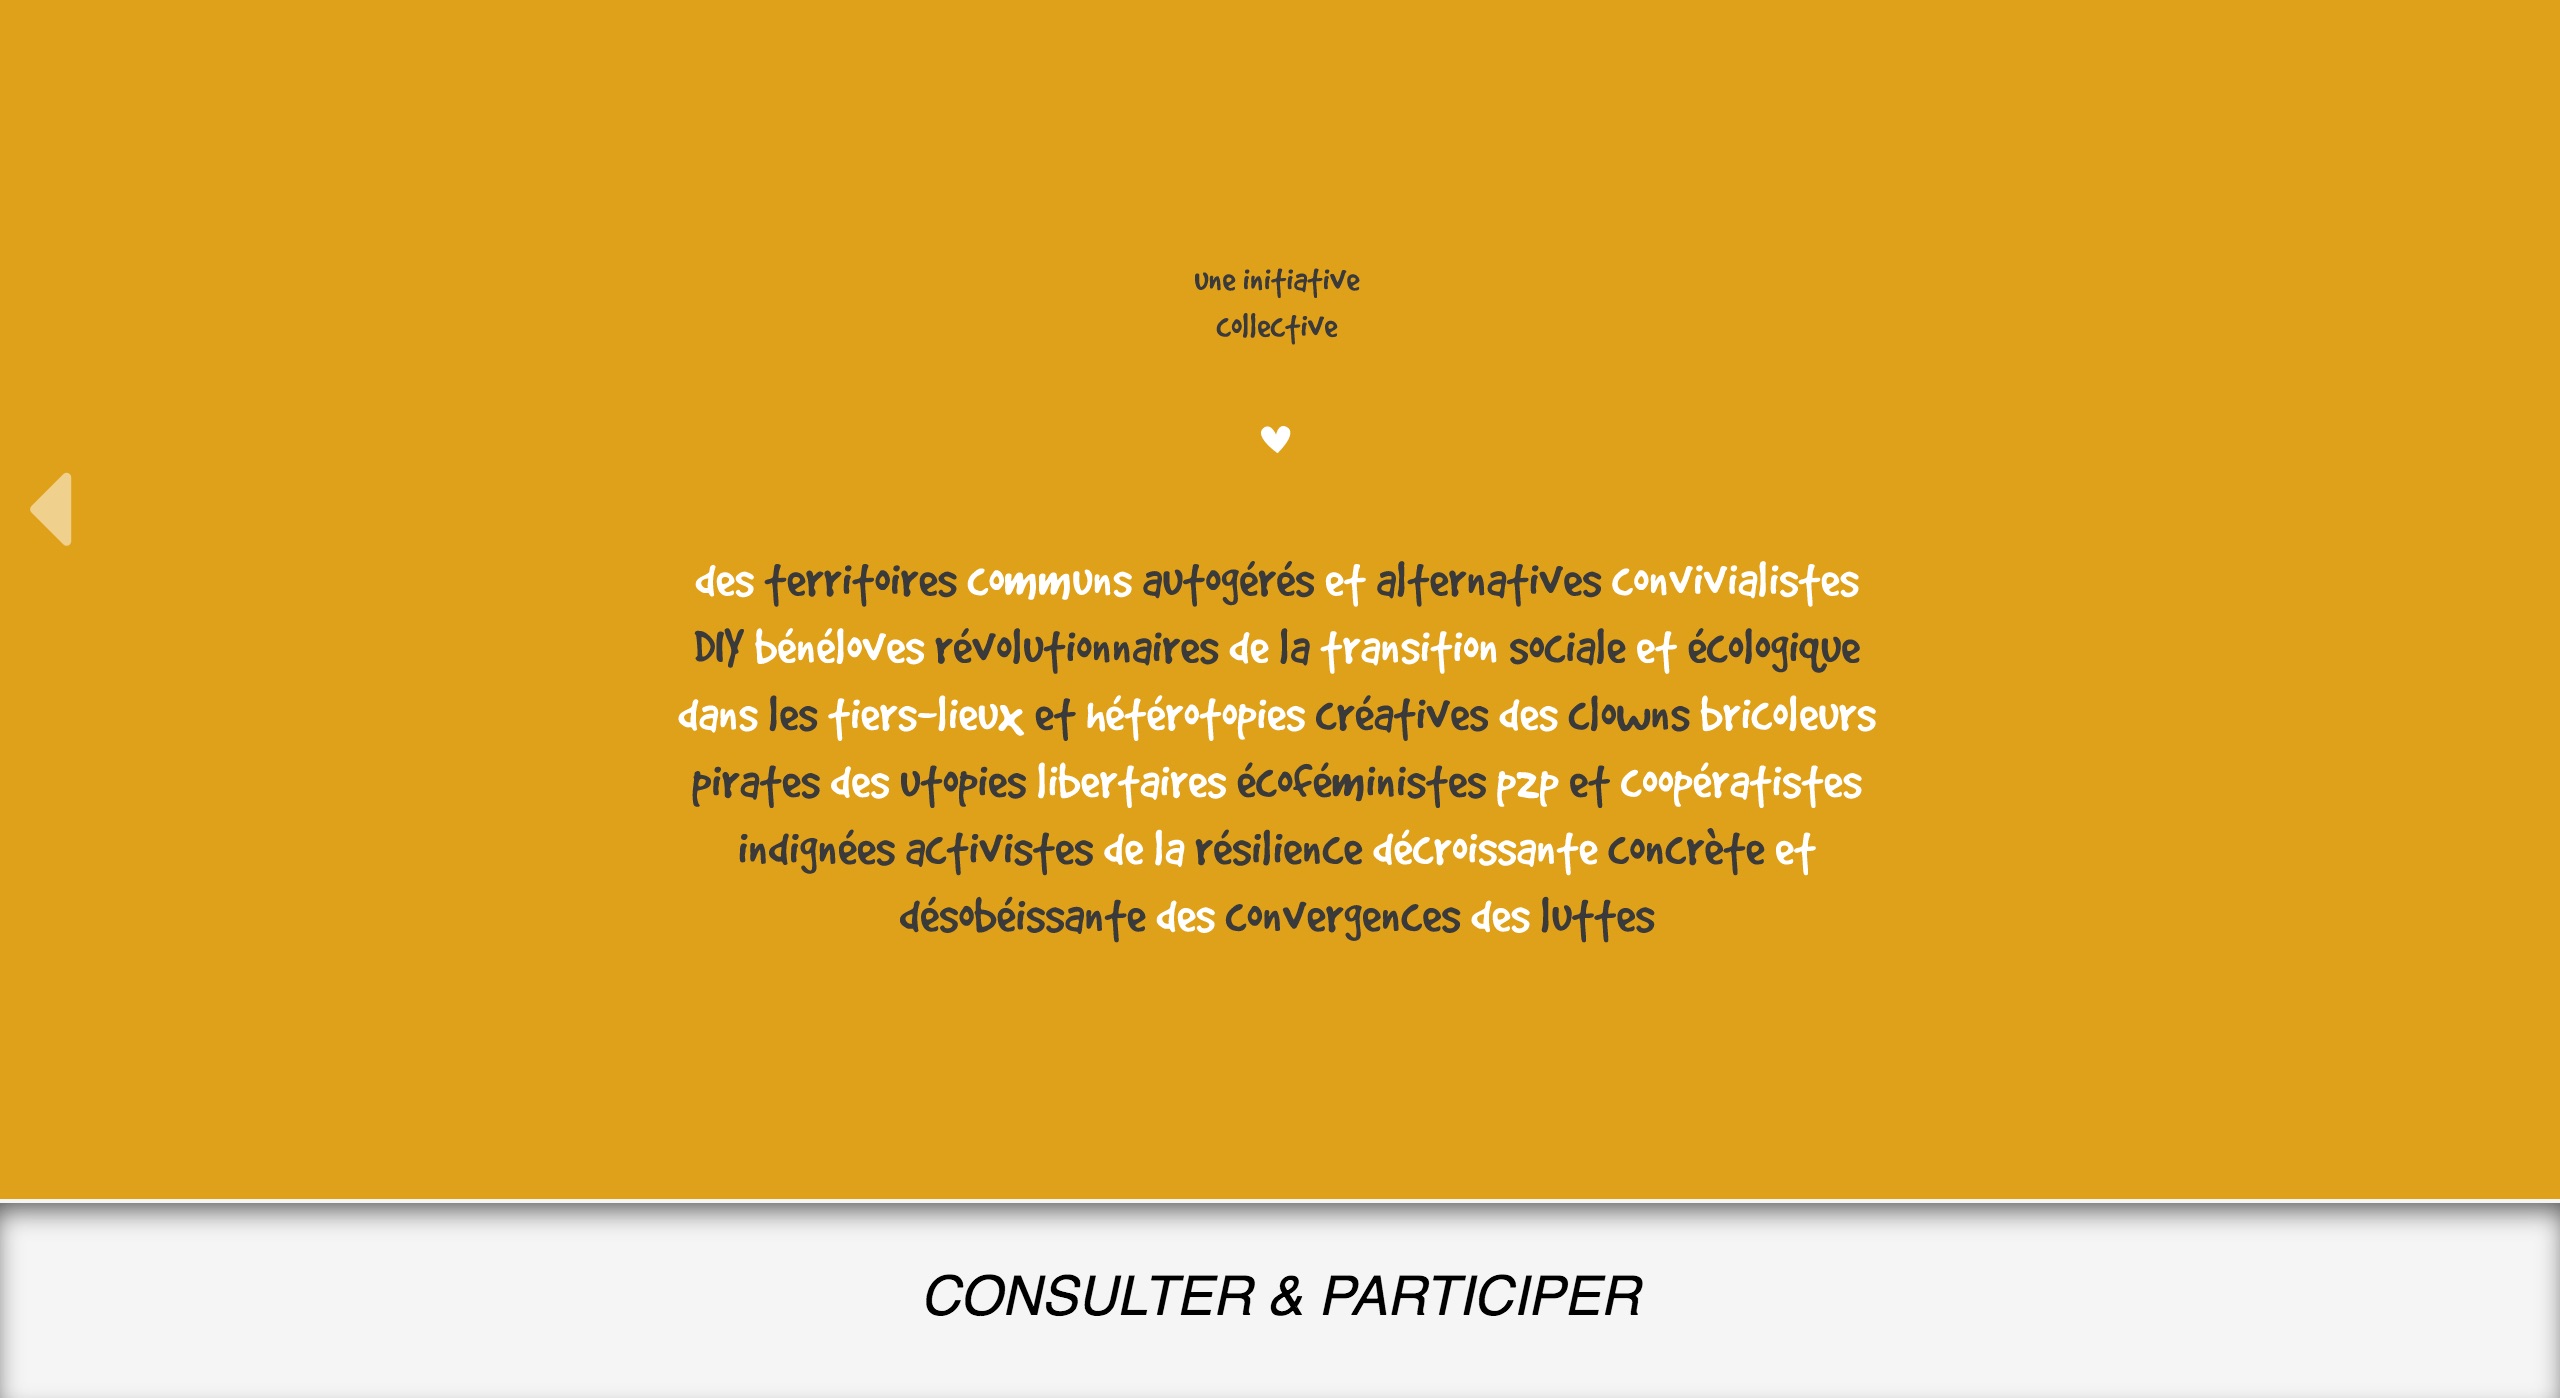 une initiative
collective
des territoires communs autogérés et alternatives convivialistes
DIY bénéloves révolutionnaires de la transition sociale et écologique
dans les tiers-lieux et hétérotopies créatives des clowns bricoleurs
pirates des utopies libertaires écoféministes p2p et coopératistes
indignées activistes de la résilience décroissante concrète et
désobéissante des convergences des luttes
CONSULTER & PARTICIPER